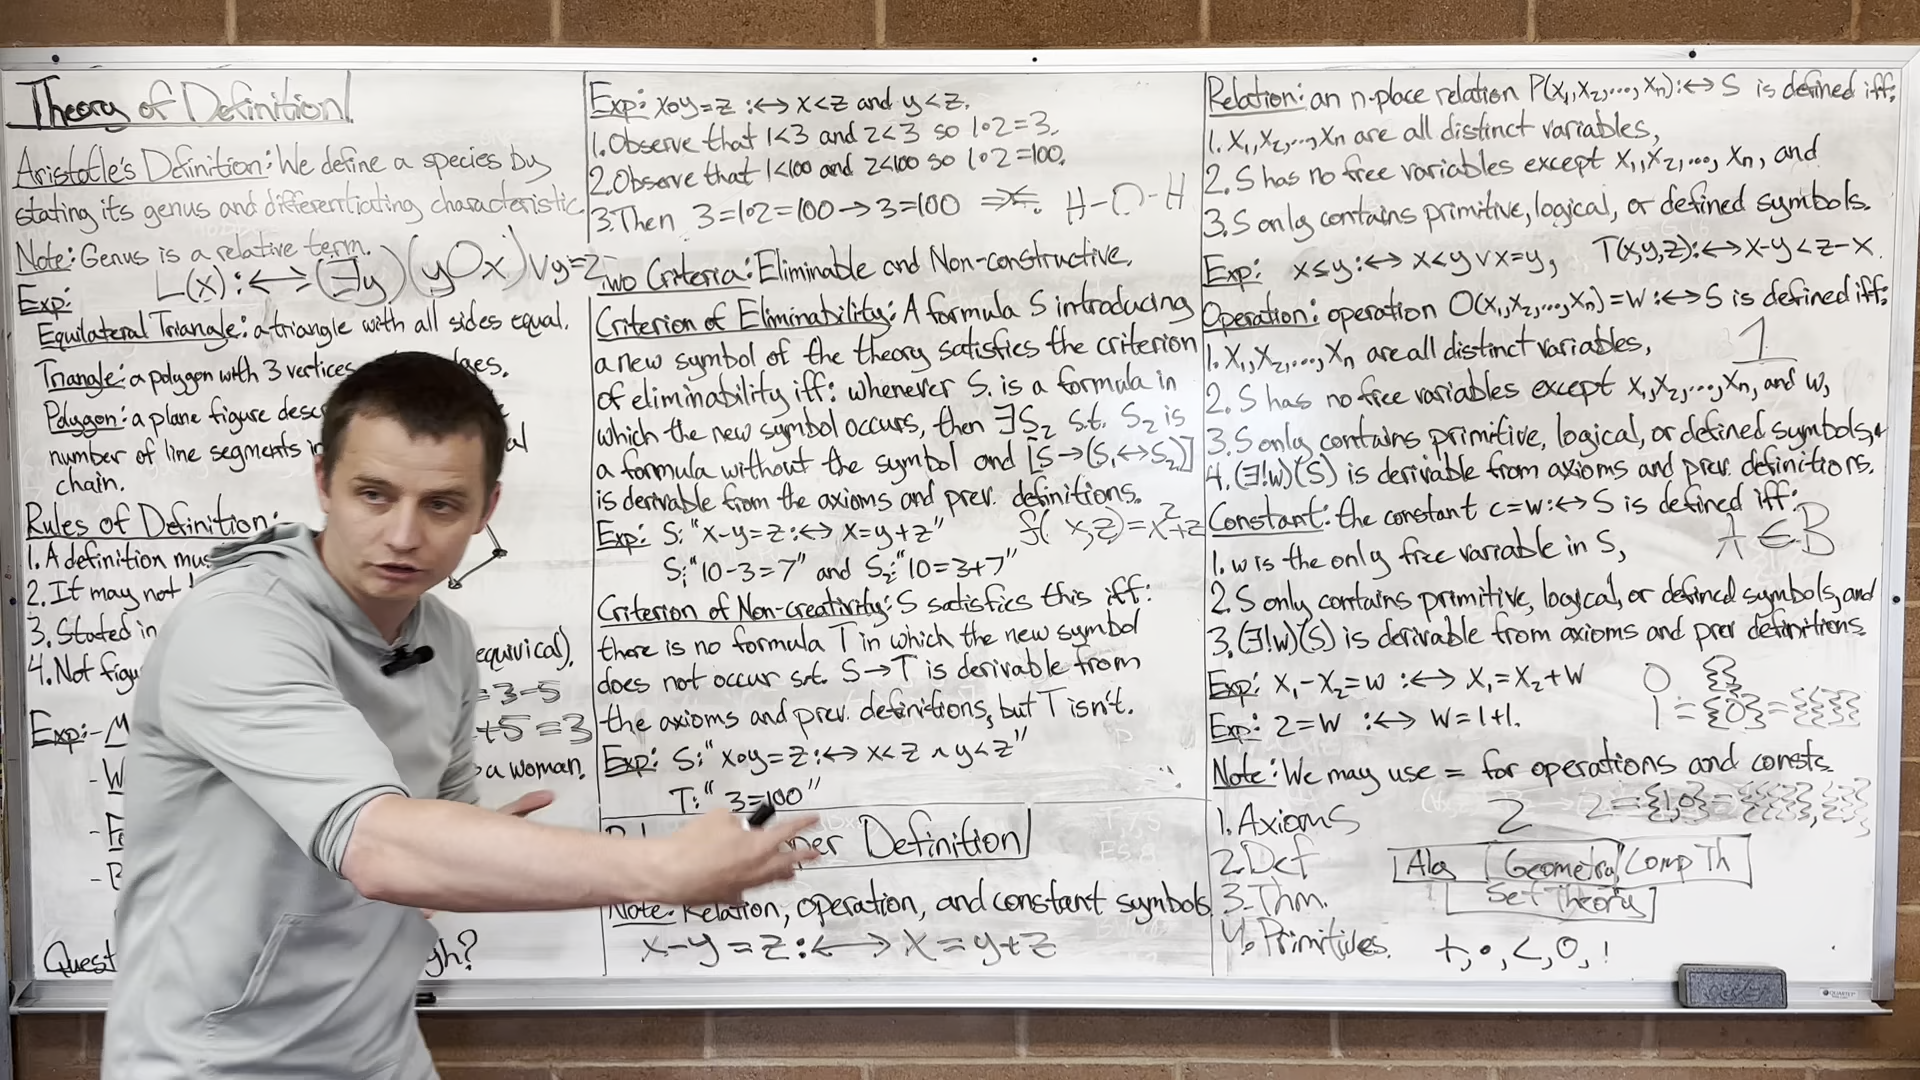 Theory of Definition
Aristotle's Definition: We define a species by
stating its genus and differentiating characteristic.
Note: Genus is a relative term.
L(x):↔(∃y)(yOx)∨y=2
Exp:
Equilateral Triangle: a triangle with all sides equal.
Triangle: a polygon with 3 vertices
Polygon: a plane figure
number of line segments
chain.
Rules of Definition:
1. A definition
2. It may not
3. Stated in
4. Not
equivical).
=3-5
+5=3
Exp:-
a woman.
Exp: x∘y=z :↔ x<z and y<z.
1. Observe that 1<3 and 2<3 so 1∘2=3.
2. Observe that 1<100 and 2<100 so 1∘2=100.
3. Then 3=1∘2=100→3=100 ⇒⇐. H-O-H
Two Criteria: Eliminable and Non-constructive.
Criterion of Eliminability: A formula S introducing
a new symbol of the theory satisfies the criterion
of eliminability iff: whenever S₁ is a formula in
which the new symbol occurs, then ∃S₂ s.t. S₂ is
a formula without the symbol and [S→(S₁↔S₂)]
is derivable from the axioms and prev. definitions.
Exp: S: "x-y=z:↔ x=y+z" f(x,z)=x²+z
S₁:"10-3=7" and S₂:"10=3+7"
Criterion of Non-creativity: S satisfies this iff:
there is no formula T in which the new symbol
does not occur s.t. S→T is derivable from
the axioms and prev. definitions, but T isn't.
Exp: S:"x∘y=z:↔ x<z ∧ y<z"
T:"3=100"
Definition
Note: Relation, operation, and constant symbols
x-y=z:↔ x=y+z
Relation: an n-place relation P(x₁,x₂,...,xₙ):↔ S is defined iff:
1. x₁,x₂,...,xₙ are all distinct variables,
2. S has no free variables except x₁,x₂,...,xₙ, and
3. S only contains primitive, logical, or defined symbols.
Exp: x≤y:↔ x<y ∨ x=y, T(x,y,z):↔ x-y<z-x.
Operation: operation O(x₁,x₂,...,xₙ)=w:↔S is defined iff:
1. x₁,x₂,...,xₙ are all distinct variables, 1
2. S has no free variables except x₁,x₂,...,xₙ, and w,
3. S only contains primitive, logical, or defined symbols, +
4. (∃!w)(S) is derivable from axioms and prev. definitions.
Constant: the constant c=w:↔ S is defined iff:
1. w is the only free variable in S, A∈B
2. S only contains primitive, logical, or defined symbols, and
3. (∃!w)(S) is derivable from axioms and prev definitions.
Exp: x₁-x₂=w :↔ x₁=x₂+w 0 {}
Exp: 2=w :↔ w=1+1. 1={0}={{}}
Note: We may use = for operations and consts.
1. Axioms 2
2. Def Alg Geometry Comp Th
3. Thm. Set Theory
4. Primitives. +,∘,<,O,!
QUARTET